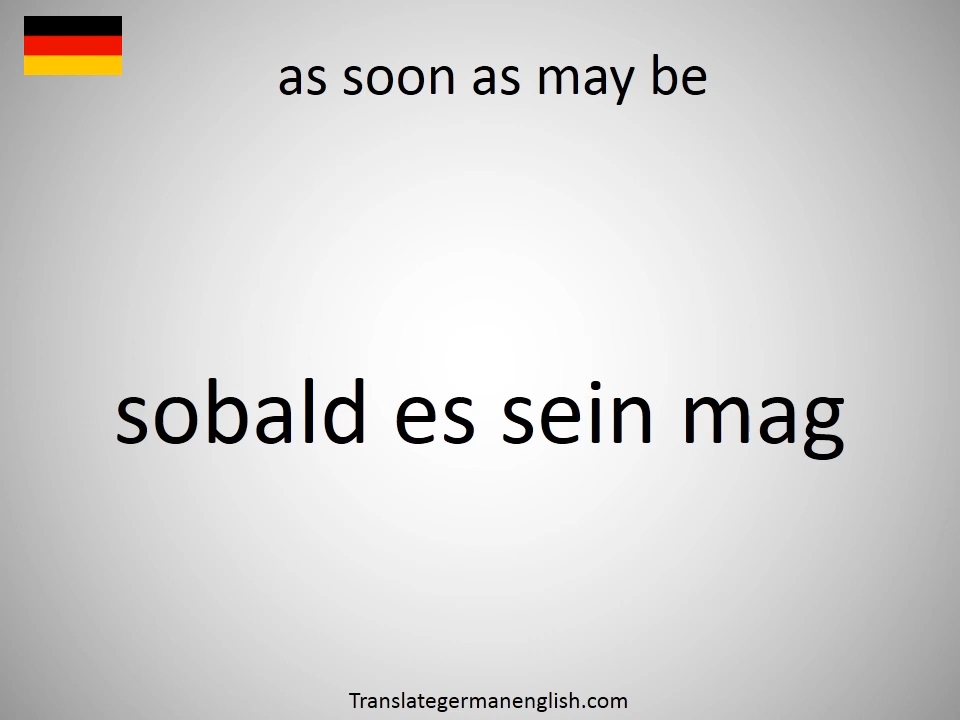 as soon as may be
sobald es sein mag
Translategermanenglish.com